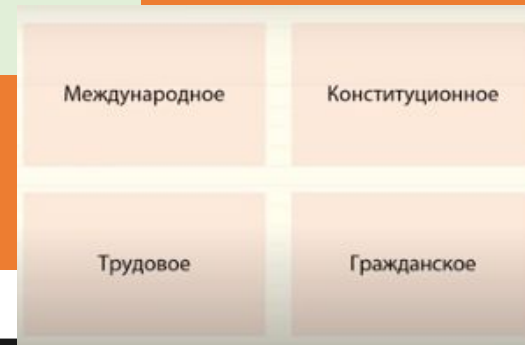 Международное
Конституционное
Трудовое
Гражданское